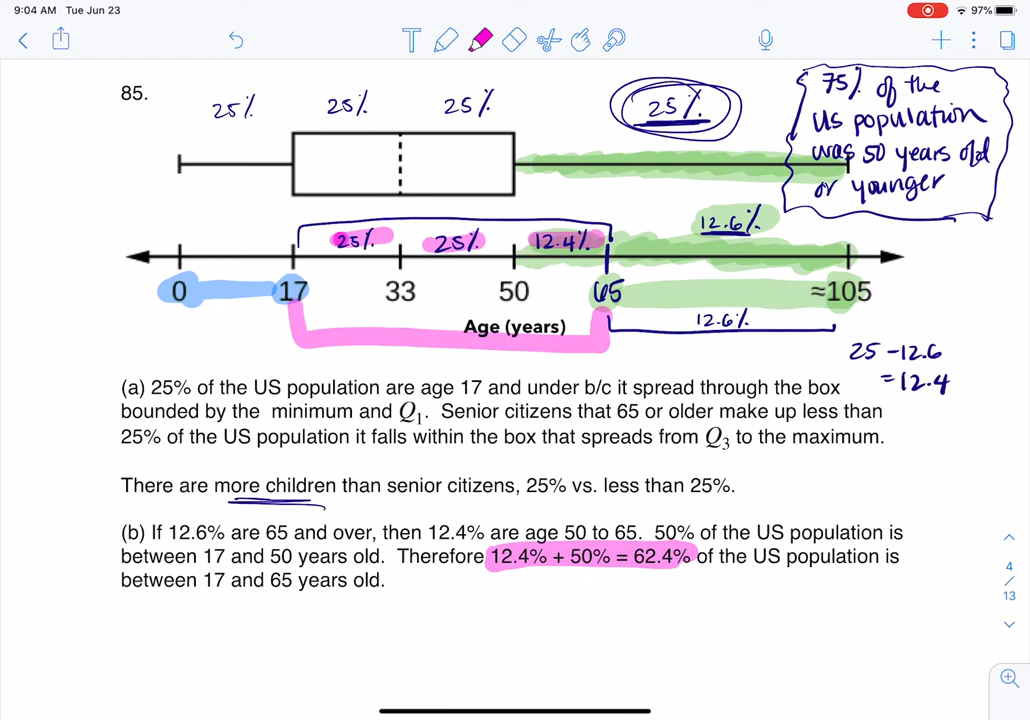 9:04 AM Tue Jun 23
97%
85.
25% 25% 25% 25%
75% of the
US population
was 50 years old
or younger
12.6%
25% 25% 12.4%
0 17 33 50 65 ≈105
Age (years)
12.6%
25 - 12.6
= 12.4
(a) 25% of the US population are age 17 and under b/c it spread through the box
bounded by the minimum and Q₁. Senior citizens that 65 or older make up less than
25% of the US population it falls within the box that spreads from Q₃ to the maximum.
There are more children than senior citizens, 25% vs. less than 25%.
(b) If 12.6% are 65 and over, then 12.4% are age 50 to 65. 50% of the US population is
between 17 and 50 years old. Therefore 12.4% + 50% = 62.4% of the US population is
between 17 and 65 years old.
4
/
13